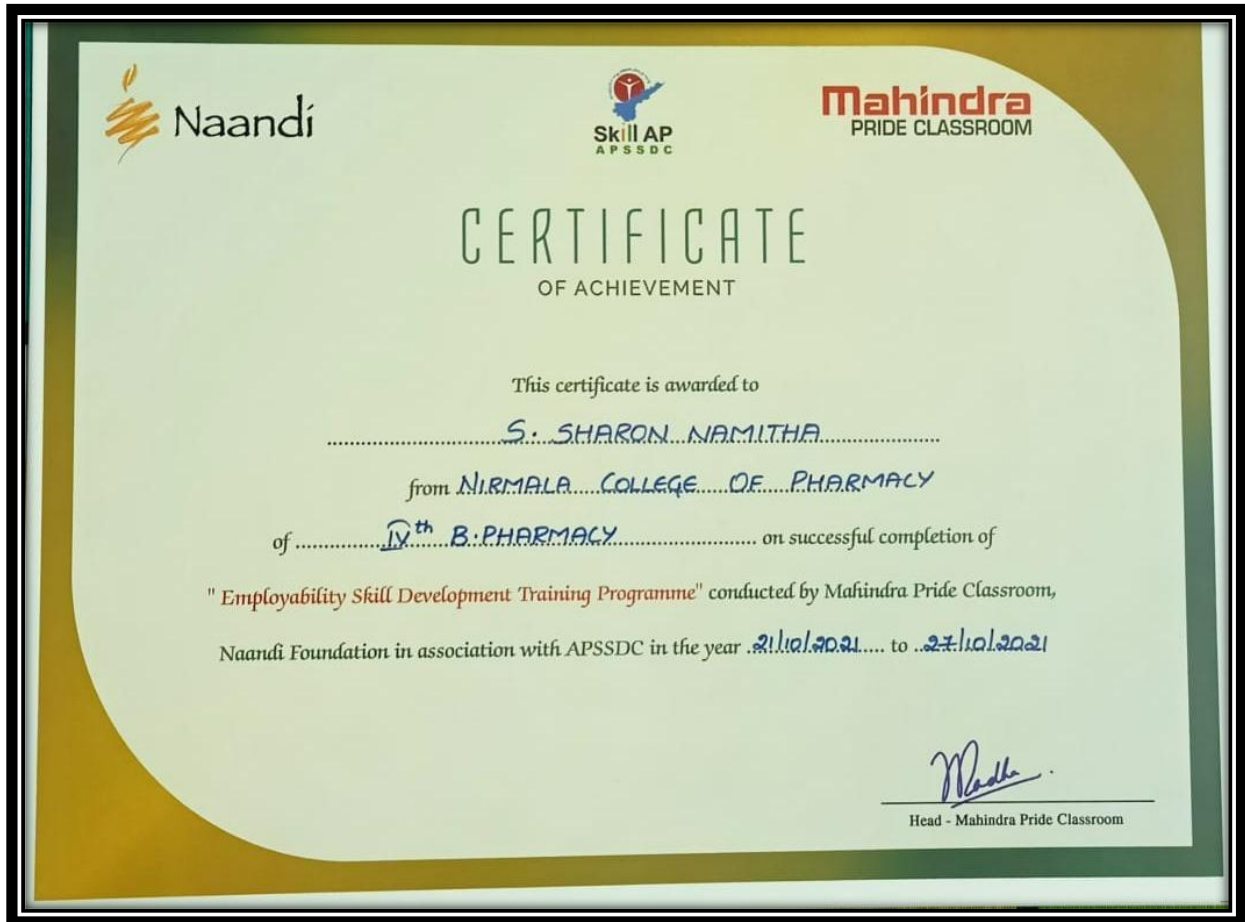 Naandi
Skill AP
APSSDC
Mahindra
PRIDE CLASSROOM
CERTIFICATE
OF ACHIEVEMENT
This certificate is awarded to
S. SHARON NAMITHA
from NIRMALA COLLEGE OF PHARMACY
of IVth B.PHARMACY on successful completion of
" Employability Skill Development Training Programme" conducted by Mahindra Pride Classroom,
Naandi Foundation in association with APSSDC in the year 21/10/2021 to 27/10/2021
Madhu
Head - Mahindra Pride Classroom